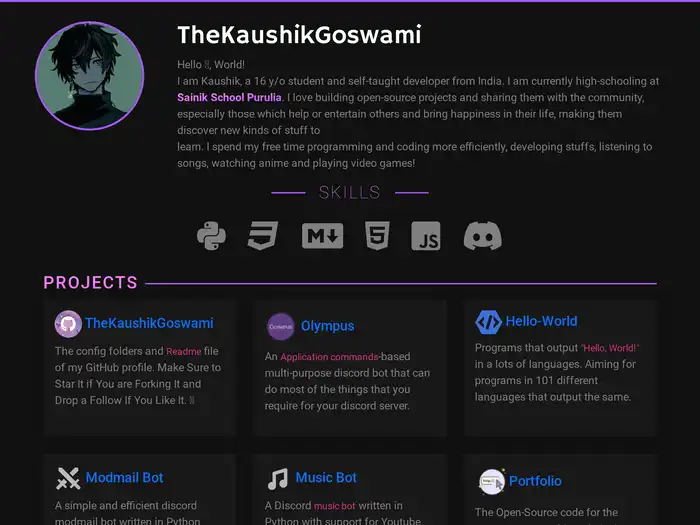 TheKaushikGoswami
Hello , World!
I am Kaushik, a 16 y/o student and self-taught developer from India. I am currently high-schooling at
Sainik School Purulia. I love building open-source projects and sharing them with the community,
especially those which help or entertain others and bring happiness in their life, making them
discover new kinds of stuff to
learn. I spend my free time programming and coding more efficiently, developing stuffs, listening to
songs, watching anime and playing video games!
SKILLS
M JS
PROJECTS
TheKaushikGoswami
The config folders and Readme file
of my GitHub profile. Make Sure to
Star It if You are Forking It and
Drop a Follow If You Like It.
Olympus
An Application commands-based
multi-purpose discord bot that can
do most of the things that you
require for your discord server.
Hello-World
Programs that output "Hello, World!"
in a lots of languages. Aiming for
programs in 101 different
languages that output the same.
Modmail Bot
A simple and efficient discord
modmail bot written in Python
Music Bot
A Discord music bot written in
Python with support for Youtube,
Portfolio
The Open-Source code for the